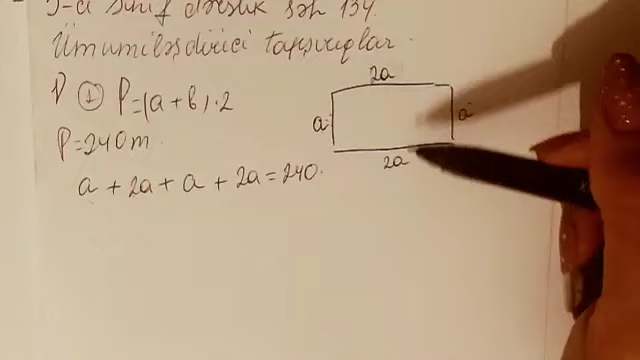 5-ci sinif dərslik səh 134.
Ümumiləşdirici tapşırıqlar.
① P=(a+b)·2
P=240m
a + 2a + a + 2a = 240.
2a
a
a
2a